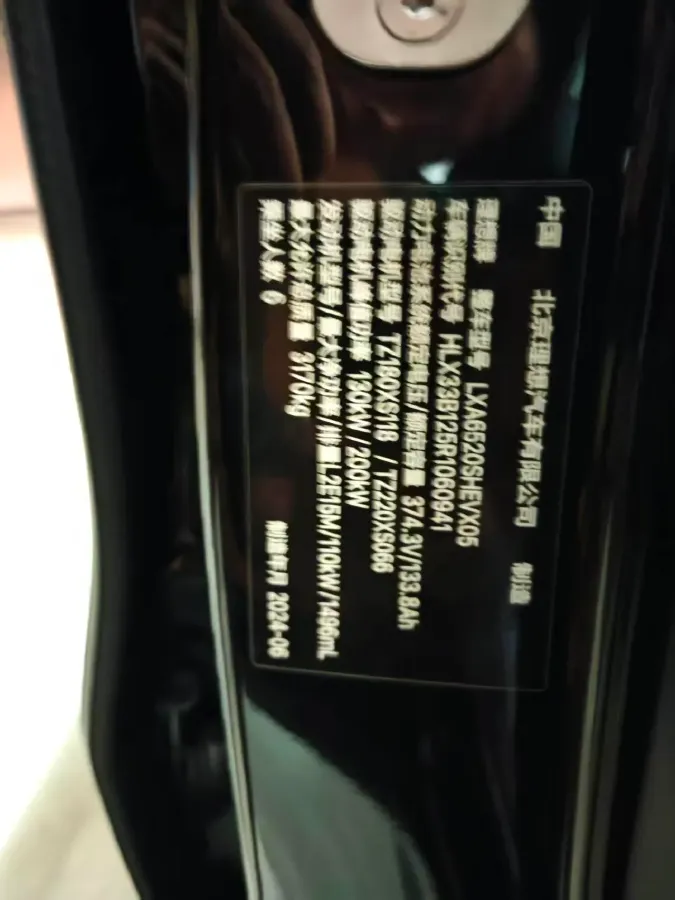 中国 北京理想汽车有限公司 制造
理想牌 整车型号 LXA6520SHEVX05
车辆识别代号 HLX33B125R1060941
动力电池系统额定电压/额定容量 374.3V/133.8Ah
驱动电机型号 TZ180XS118 / TZ220XS066
驱动电机峰值功率 130kW / 200kW
发动机型号/最大净功率/排量 L2E15M/110kW/1496mL
最大允许总质量 3170kg
乘坐人数 6 制造年月 2024-06